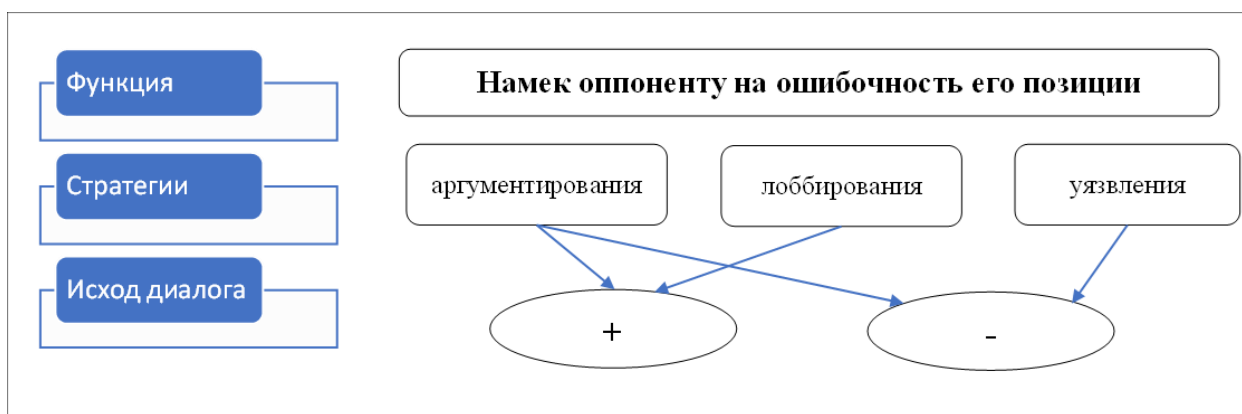 Функция
Намек оппоненту на ошибочность его позиции
Стратегии
аргументирования
лоббирования
уязвления
Исход диалога
+
-